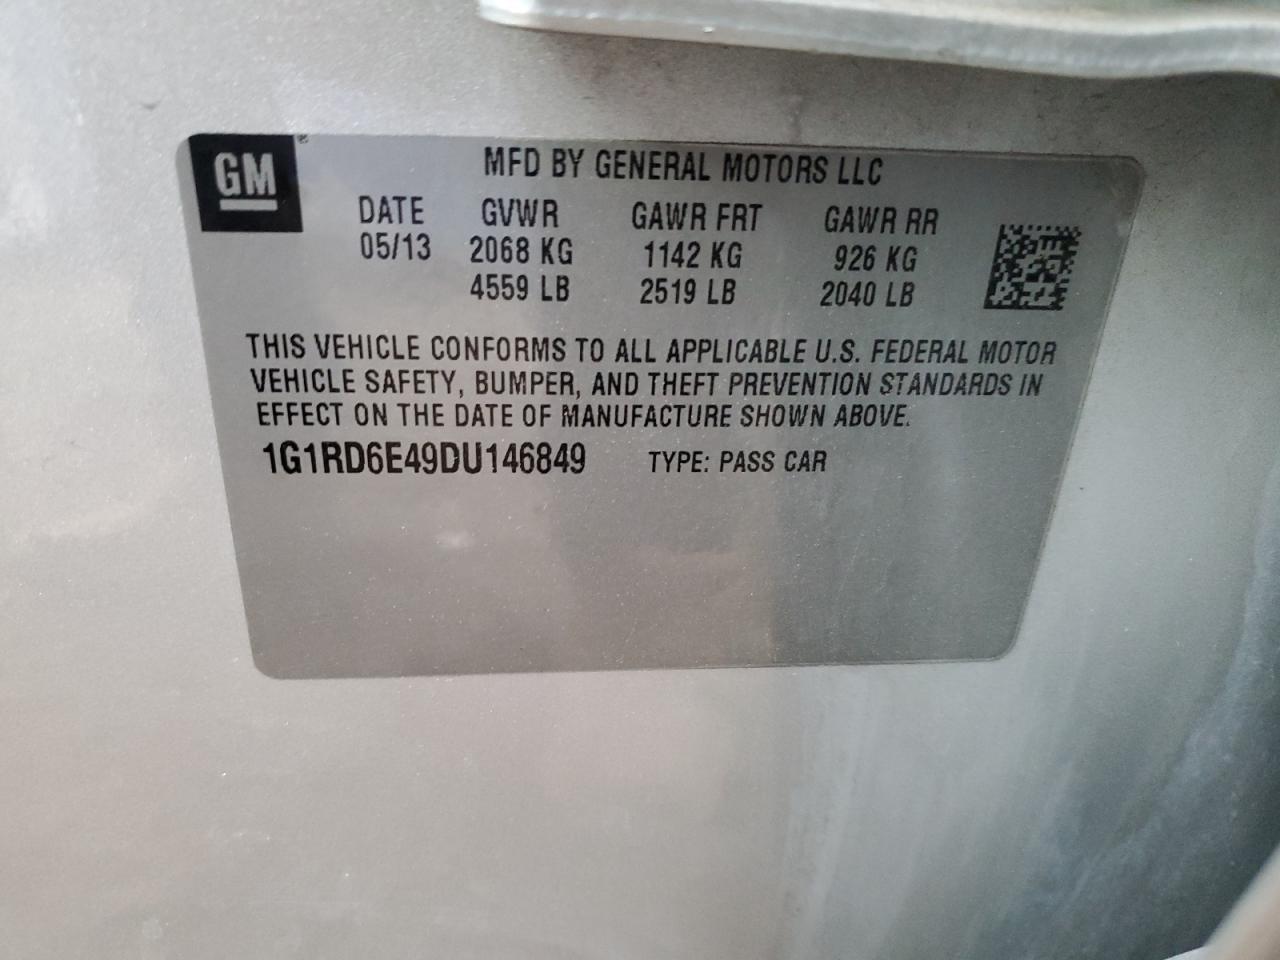 GM
MFD BY GENERAL MOTORS LLC
DATE GVWR GAWR FRT GAWR RR
05/13 2068 KG 1142 KG 926 KG
4559 LB 2519 LB 2040 LB
THIS VEHICLE CONFORMS TO ALL APPLICABLE U.S. FEDERAL MOTOR
VEHICLE SAFETY, BUMPER, AND THEFT PREVENTION STANDARDS IN
EFFECT ON THE DATE OF MANUFACTURE SHOWN ABOVE.
1G1RD6E49DU146849 TYPE: PASS CAR